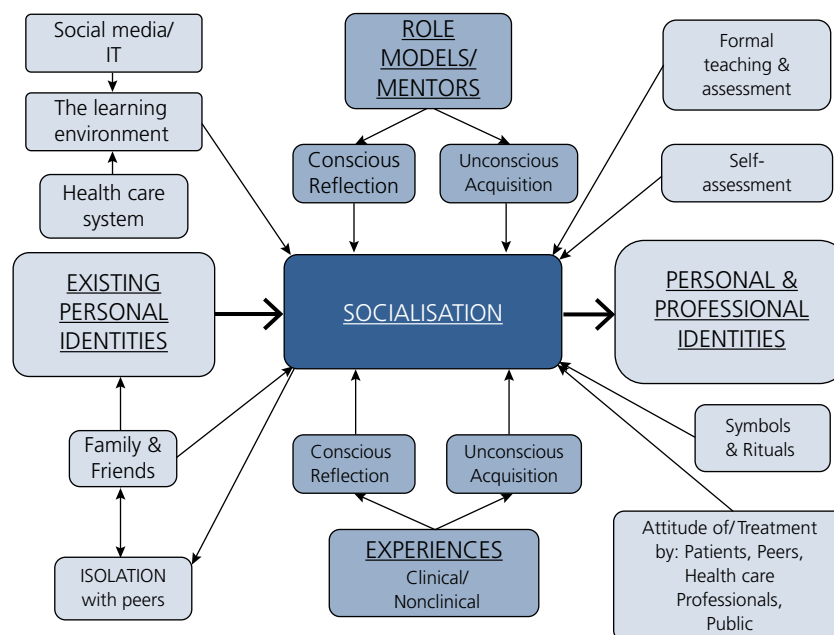 Social media/
IT
The learning
environment
Health care
system
ROLE
MODELS/
MENTORS
Conscious
Reflection
Unconscious
Acquisition
Formal
teaching &
assessment
Self-
assessment
EXISTING
PERSONAL
IDENTITIES
SOCIALISATION
PERSONAL &
PROFESSIONAL
IDENTITIES
Family &
Friends
ISOLATION
with peers
Conscious
Reflection
Unconscious
Acquisition
EXPERIENCES
Clinical/
Nonclinical
Symbols
& Rituals
Attitude of/Treatment
by: Patients, Peers,
Health care
Professionals,
Public